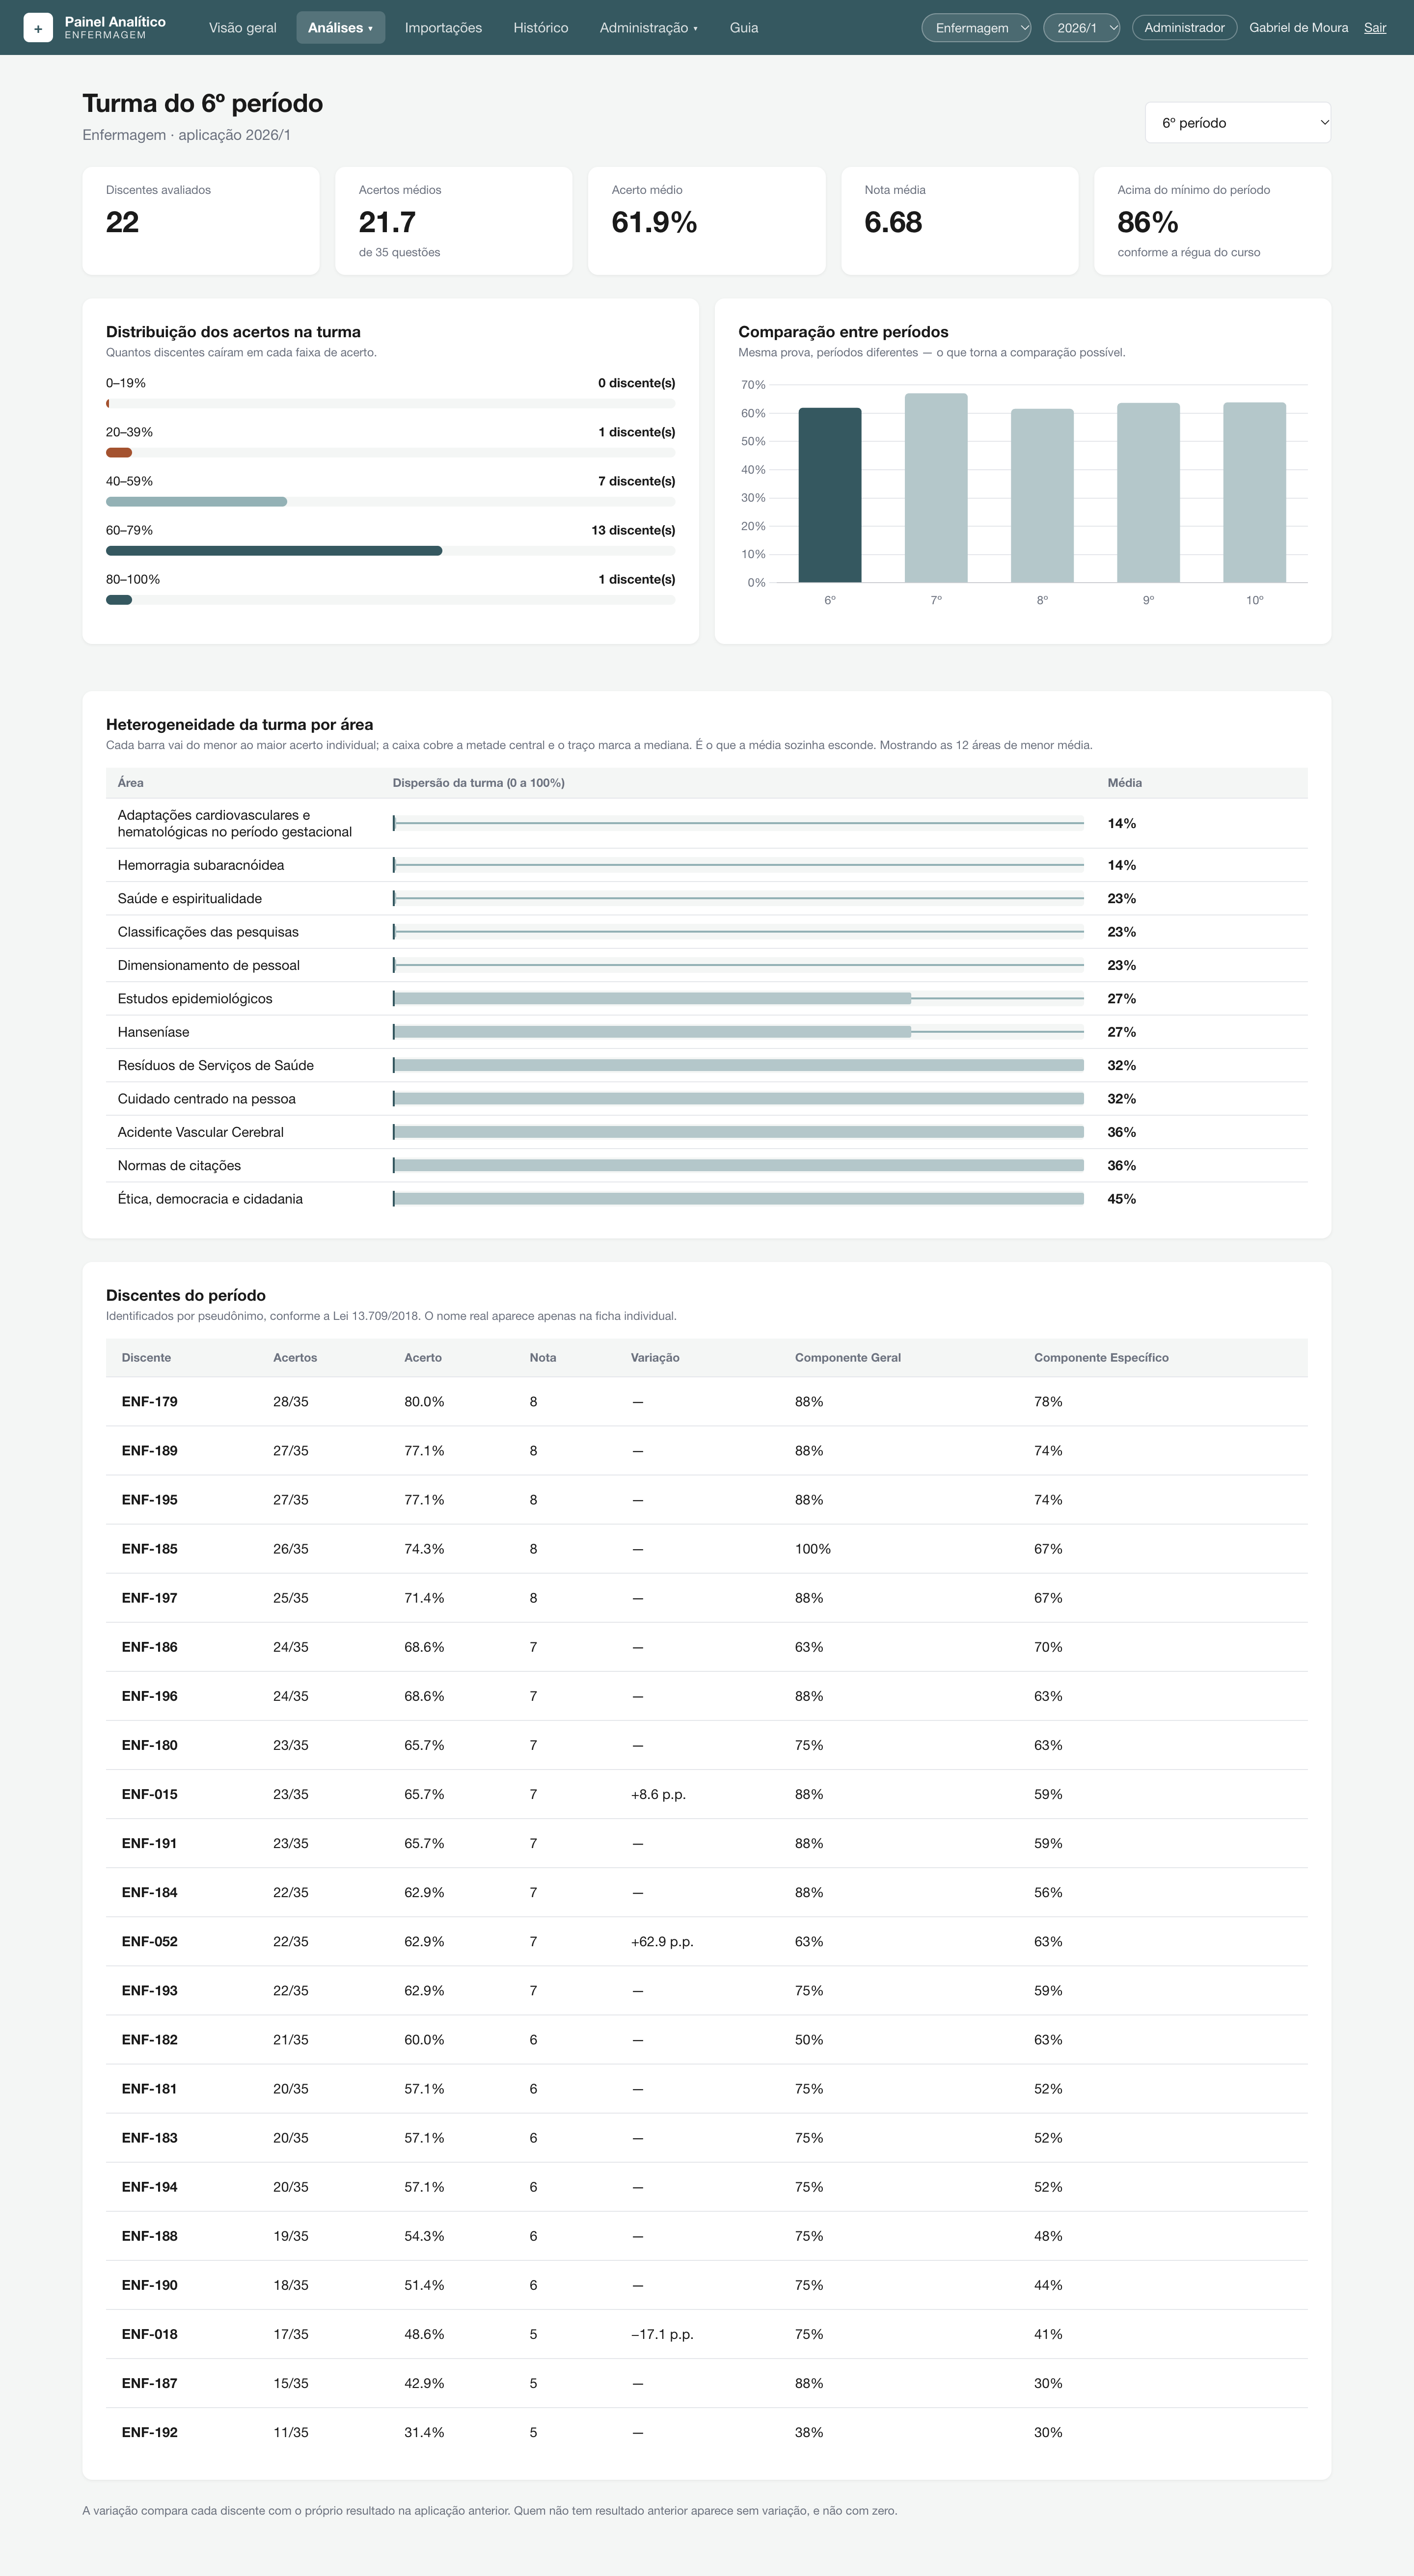 +
Painel Analítico
ENFERMAGEM
Visão geral
Análises ▾
Importações
Histórico
Administração ▾
Guia
Enfermagem
2026/1
Administrador
Gabriel de Moura
Sair
Turma do 6º período
Enfermagem · aplicação 2026/1
6º período
Discentes avaliados
22
Acertos médios
21.7
de 35 questões
Acerto médio
61.9%
Nota média
6.68
Acima do mínimo do período
86%
conforme a régua do curso
Distribuição dos acertos na turma
Quantos discentes caíram em cada faixa de acerto.
0–19% 0 discente(s)
20–39% 1 discente(s)
40–59% 7 discente(s)
60–79% 13 discente(s)
80–100% 1 discente(s)
Comparação entre períodos
Mesma prova, períodos diferentes — o que torna a comparação possível.
70%
60%
50%
40%
30%
20%
10%
0%
6º 7º 8º 9º 10º
Heterogeneidade da turma por área
Cada barra vai do menor ao maior acerto individual; a caixa cobre a metade central e o traço marca a mediana. É o que a média sozinha esconde. Mostrando as 12 áreas de menor média.
Área Dispersão da turma (0 a 100%) Média
Adaptações cardiovasculares e
hematológicas no período gestacional 14%
Hemorragia subaracnóidea 14%
Saúde e espiritualidade 23%
Classificações das pesquisas 23%
Dimensionamento de pessoal 23%
Estudos epidemiológicos 27%
Hanseníase 27%
Resíduos de Serviços de Saúde 32%
Cuidado centrado na pessoa 32%
Acidente Vascular Cerebral 36%
Normas de citações 36%
Ética, democracia e cidadania 45%
Discentes do período
Identificados por pseudônimo, conforme a Lei 13.709/2018. O nome real aparece apenas na ficha individual.
Discente Acertos Acerto Nota Variação Componente Geral Componente Específico
ENF-179 28/35 80.0% 8 — 88% 78%
ENF-189 27/35 77.1% 8 — 88% 74%
ENF-195 27/35 77.1% 8 — 88% 74%
ENF-185 26/35 74.3% 8 — 100% 67%
ENF-197 25/35 71.4% 8 — 88% 67%
ENF-186 24/35 68.6% 7 — 63% 70%
ENF-196 24/35 68.6% 7 — 88% 63%
ENF-180 23/35 65.7% 7 — 75% 63%
ENF-015 23/35 65.7% 7 +8.6 p.p. 88% 59%
ENF-191 23/35 65.7% 7 — 88% 59%
ENF-184 22/35 62.9% 7 — 88% 56%
ENF-052 22/35 62.9% 7 +62.9 p.p. 63% 63%
ENF-193 22/35 62.9% 7 — 75% 59%
ENF-182 21/35 60.0% 6 — 50% 63%
ENF-181 20/35 57.1% 6 — 75% 52%
ENF-183 20/35 57.1% 6 — 75% 52%
ENF-194 20/35 57.1% 6 — 75% 52%
ENF-188 19/35 54.3% 6 — 75% 48%
ENF-190 18/35 51.4% 6 — 75% 44%
ENF-018 17/35 48.6% 5 −17.1 p.p. 75% 41%
ENF-187 15/35 42.9% 5 — 88% 30%
ENF-192 11/35 31.4% 5 — 38% 30%
A variação compara cada discente com o próprio resultado na aplicação anterior. Quem não tem resultado anterior aparece sem variação, e não com zero.